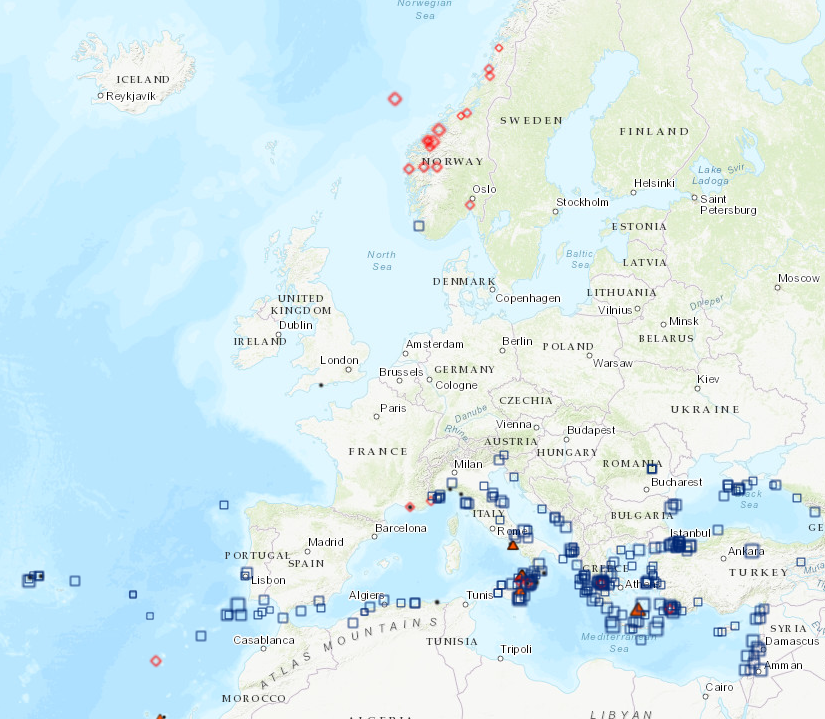 Norwegian
Sea
ICELAND
Reykjavík
SWEDEN
FINLAND
NORWAY
Lake
Ladoga
Svir
Helsinki
Oslo
Saint
Petersburg
Stockholm
ESTONIA
North
Sea
Baltic
Sea
LATVIA
DENMARK
Moscow
LITHUANIA
Copenhagen
UNITED
KINGDOM
Vilnius
Dnieper
Dublin
Minsk
IRELAND
BELARUS
Amsterdam
Berlin
POLAND
London
Warsaw
Brussels
GERMANY
Cologne
Kiev
CZECHIA
Paris
Danube
UKRAINE
Vienna
Rhine
Budapest
AUSTRIA
FRANCE
HUNGARY
Milan
ROMANIA
Bucharest
Black
Sea
ITALY
BULGARIA
Barcelona
Rome
Istanbul
GE
Madrid
PORTUGAL
SPAIN
Ankara
GREECE
TURKEY
Lisbon
Athens
Algiers
Tunis
Casablanca
ATLAS MOUNTAINS
TUNISIA
Mediterranean
Sea
SYRIA
Damascus
Tripoli
Amman
Cairo
MOROCCO
ALGERIA
LIBYAN